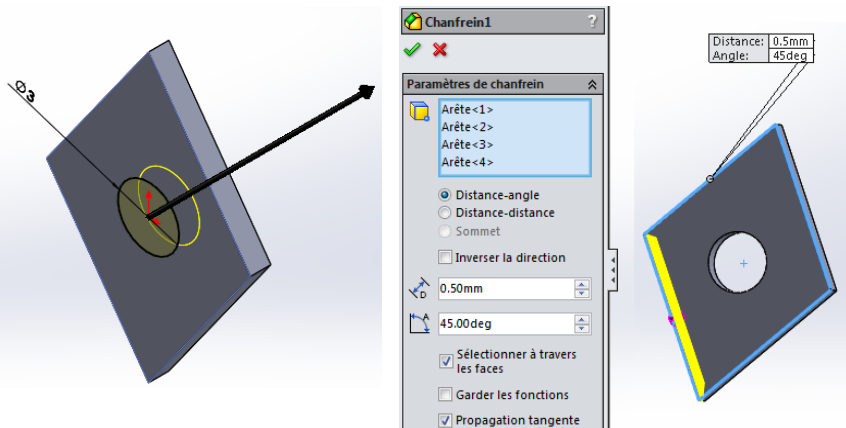 Ø3
Chanfrein1 ?
Paramètres de chanfrein
Arête<1>
Arête<2>
Arête<3>
Arête<4>
Distance-angle
Distance-distance
Sommet
Inverser la direction
D
0.50mm
A
45.00deg
Sélectionner à travers
les faces
Garder les fonctions
Propagation tangente
Distance: 0.5mm
Angle: 45deg